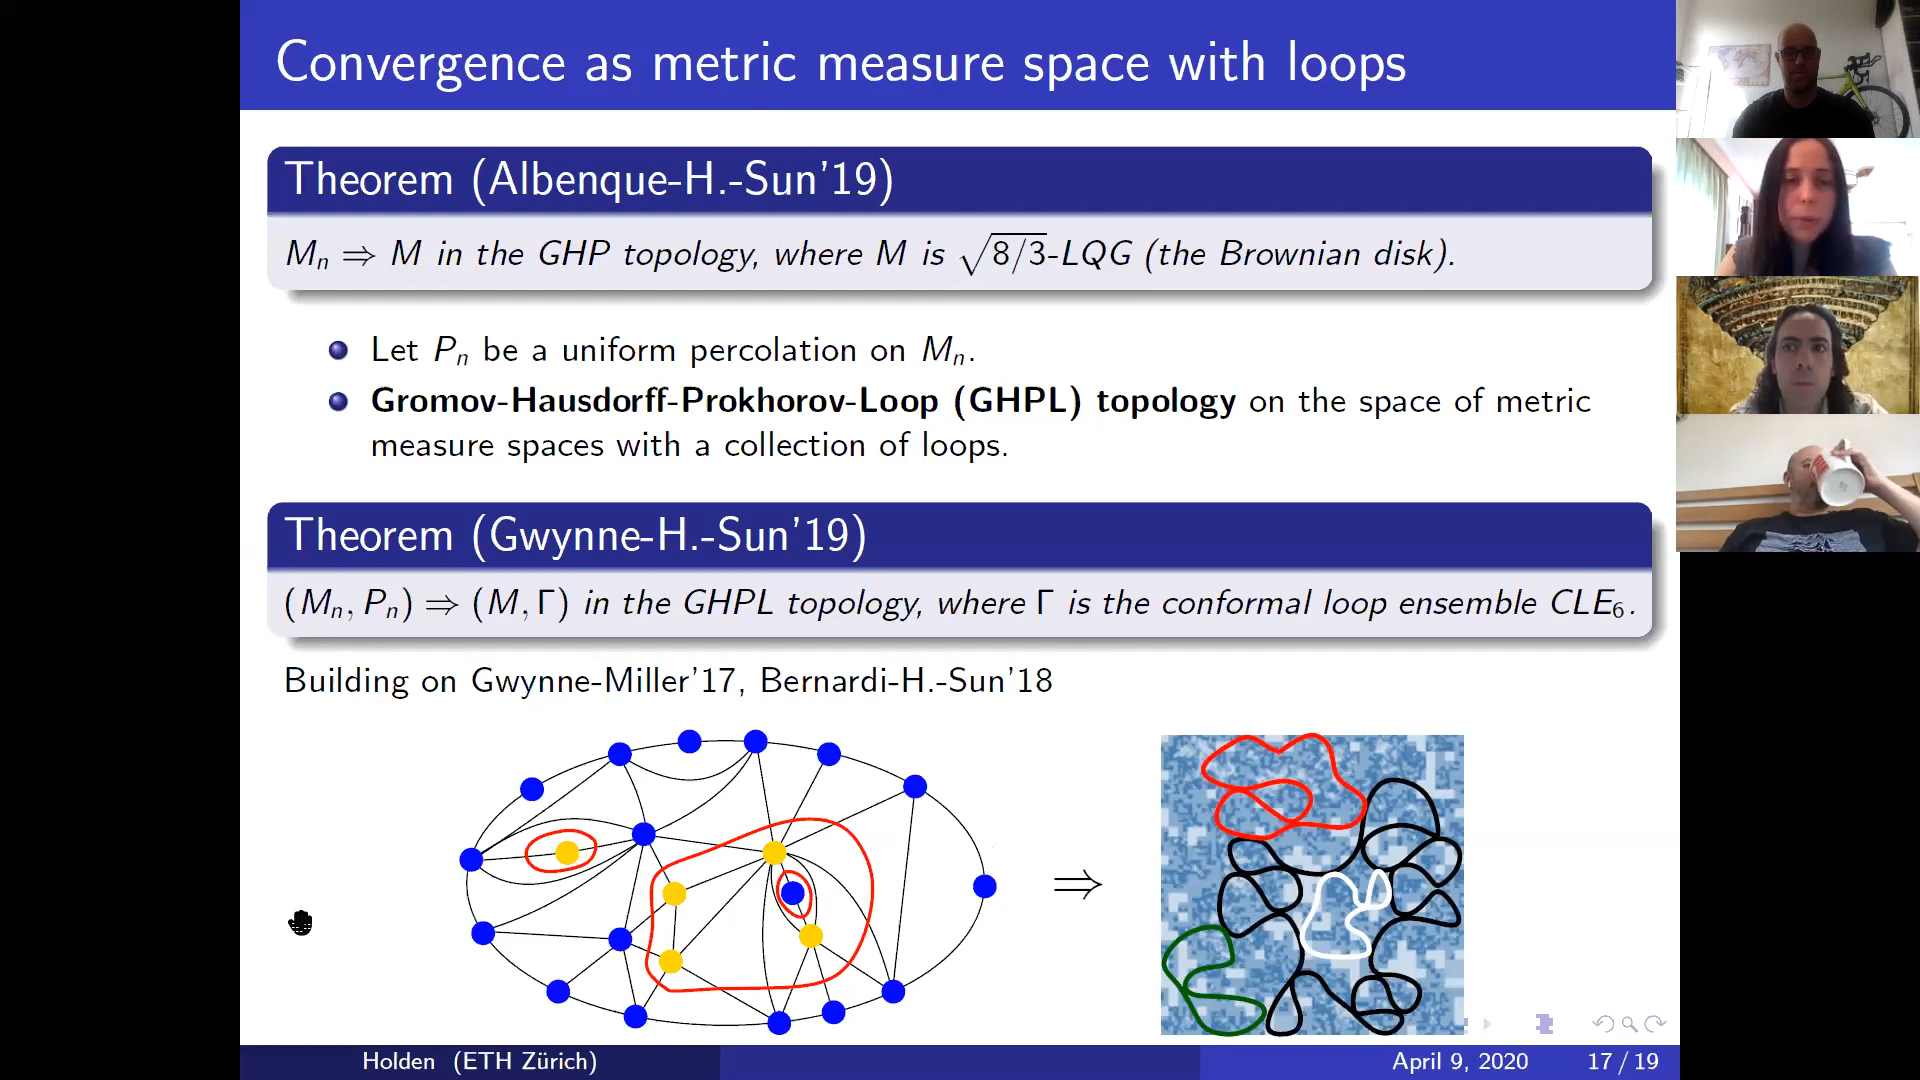 Convergence as metric measure space with loops
Theorem (Albenque-H.-Sun'19)
Mₙ ⇒ M in the GHP topology, where M is √8/3-LQG (the Brownian disk).
Let Pₙ be a uniform percolation on Mₙ.
Gromov-Hausdorff-Prokhorov-Loop (GHPL) topology on the space of metric
measure spaces with a collection of loops.
Theorem (Gwynne-H.-Sun'19)
(Mₙ, Pₙ) ⇒ (M, Γ) in the GHPL topology, where Γ is the conformal loop ensemble CLE₆.
Building on Gwynne-Miller'17, Bernardi-H.-Sun'18
⇒
Holden (ETH Zürich) April 9, 2020 17 / 19